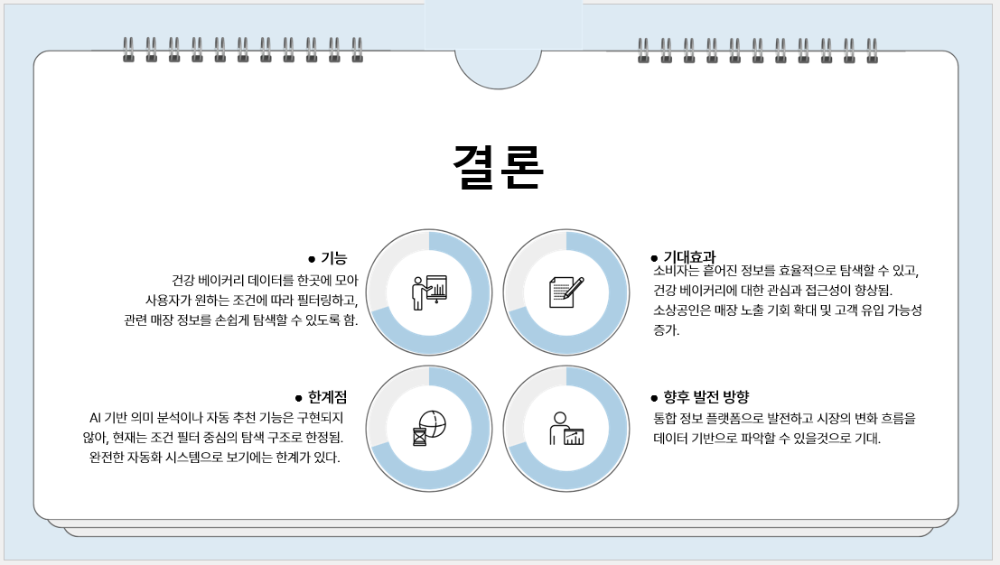 결론
● 기능
건강 베이커리 데이터를 한곳에 모아
사용자가 원하는 조건에 따라 필터링하고,
관련 매장 정보를 손쉽게 탐색할 수 있도록 함.
● 기대효과
소비자는 흩어진 정보를 효율적으로 탐색할 수 있고,
건강 베이커리에 대한 관심과 접근성이 향상됨.
소상공인은 매장 노출 기회 확대 및 고객 유입 가능성
증가.
● 한계점
AI 기반 의미 분석이나 자동 추천 기능은 구현되지
않아, 현재는 조건 필터 중심의 탐색 구조로 한정됨.
완전한 자동화 시스템으로 보기에는 한계가 있다.
● 향후 발전 방향
통합 정보 플랫폼으로 발전하고 시장의 변화 흐름을
데이터 기반으로 파악할 수 있을것으로 기대.